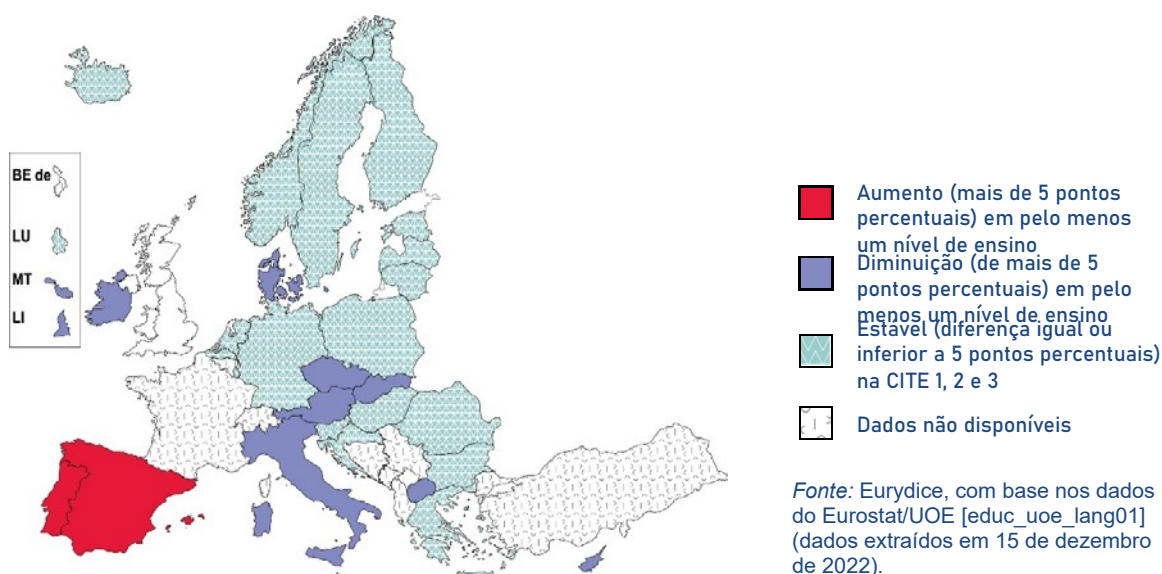 BE de
LU
MT
LI
Aumento (mais de 5 pontos
percentuais) em pelo menos
um nível de ensino
Diminuição (de mais de 5
pontos percentuais) em pelo
menos um nível de ensino
Estável (diferença igual ou
inferior a 5 pontos percentuais)
na CITE 1, 2 e 3
Dados não disponíveis
Fonte: Eurydice, com base nos dados
do Eurostat/UOE [educ_uoe_lang01]
(dados extraídos em 15 de dezembro
de 2022).